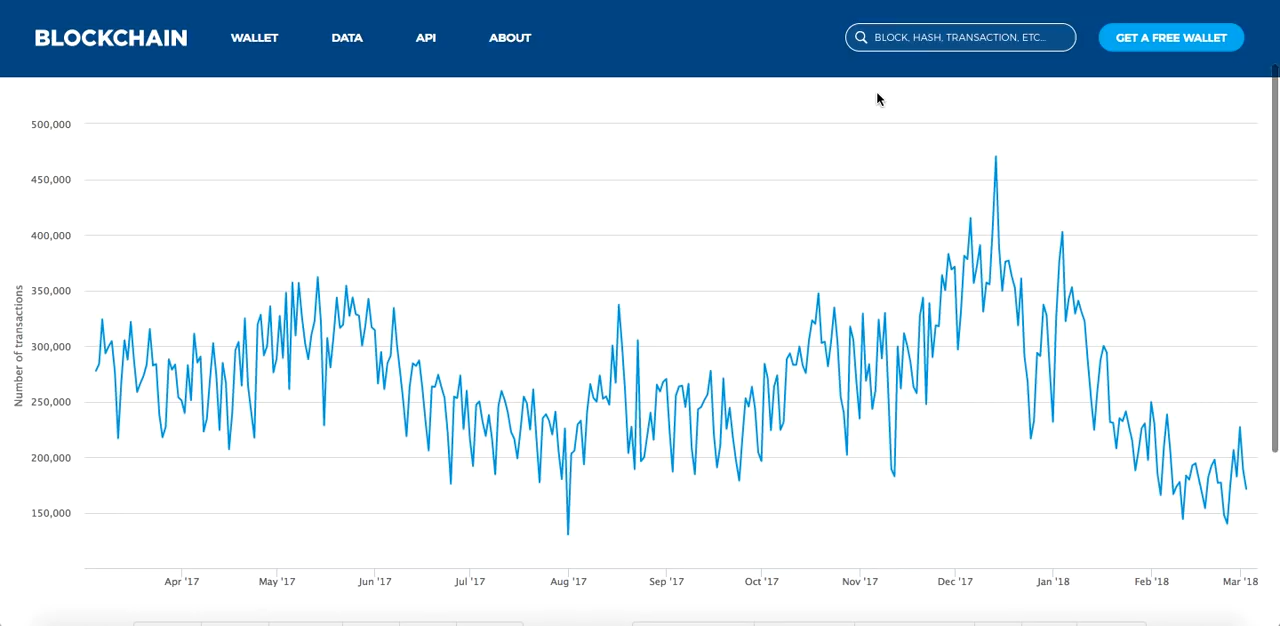 BLOCKCHAIN WALLET DATA API ABOUT BLOCK, HASH, TRANSACTION, ETC... GET A FREE WALLET
Number of transactions
500,000
450,000
400,000
350,000
300,000
250,000
200,000
150,000
Apr '17 May '17 Jun '17 Jul '17 Aug '17 Sep '17 Oct '17 Nov '17 Dec '17 Jan '18 Feb '18 Mar '18